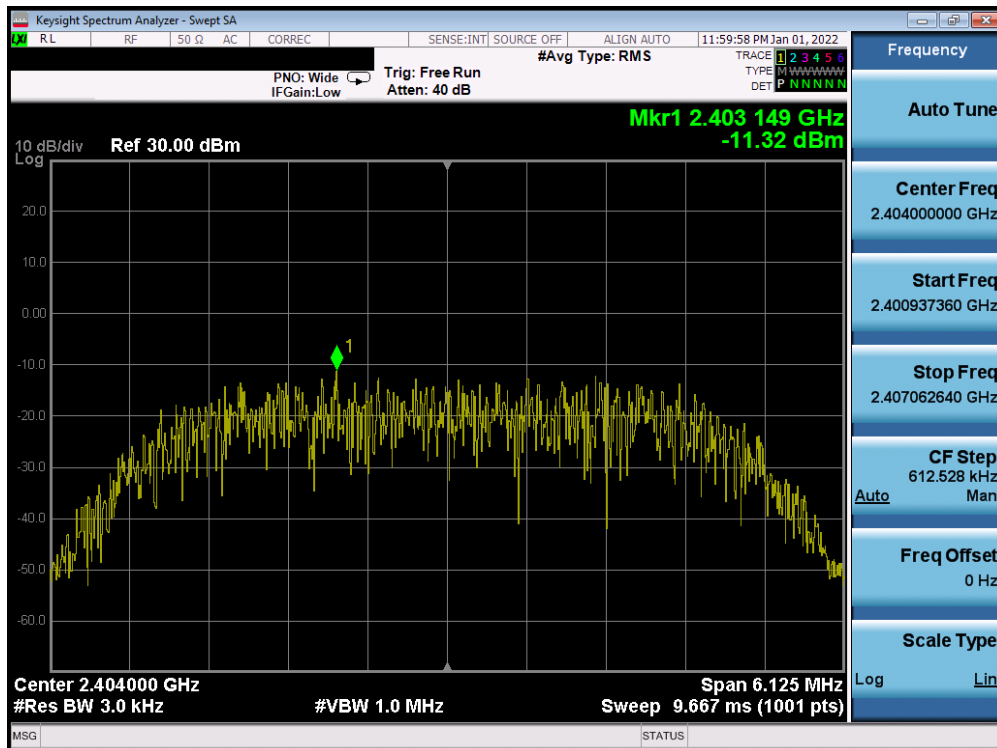 Keysight Spectrum Analyzer - Swept SA
LXI RL RF 50 Ω AC CORREC SENSE:INT SOURCE OFF ALIGN AUTO 11:59:58 PM Jan 01, 2022
PNO: Wide
IFGain:Low
Trig: Free Run
Atten: 40 dB
#Avg Type: RMS
TRACE 1 2 3 4 5 6
TYPE M WWWWW
DET P N N N N N
Mkr1 2.403 149 GHz
-11.32 dBm
10 dB/div Ref 30.00 dBm
Log
20.0
10.0
0.00
1
-10.0
-20.0
-30.0
-40.0
-50.0
-60.0
Center 2.404000 GHz Span 6.125 MHz
#Res BW 3.0 kHz #VBW 1.0 MHz Sweep 9.667 ms (1001 pts)
MSG STATUS
Frequency
Auto Tune
Center Freq
2.404000000 GHz
Start Freq
2.400937360 GHz
Stop Freq
2.407062640 GHz
CF Step
612.528 kHz
Auto Man
Freq Offset
0 Hz
Scale Type
Log Lin